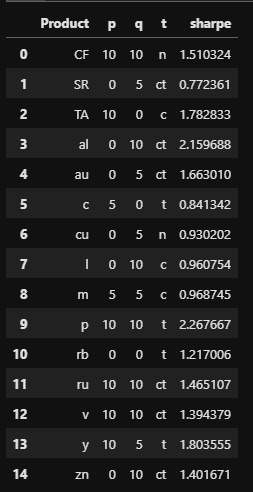 Product p q t sharpe
0 CF 10 10 n 1.510324
1 SR 0 5 ct 0.772361
2 TA 10 0 c 1.782833
3 al 0 10 ct 2.159688
4 au 0 5 ct 1.663010
5 c 5 0 t 0.841342
6 cu 0 5 n 0.930202
7 l 0 10 c 0.960754
8 m 5 5 c 0.968745
9 p 10 10 t 2.267667
10 rb 0 0 t 1.217006
11 ru 10 10 ct 1.465107
12 v 10 10 ct 1.394379
13 y 10 5 t 1.803555
14 zn 0 10 ct 1.401671